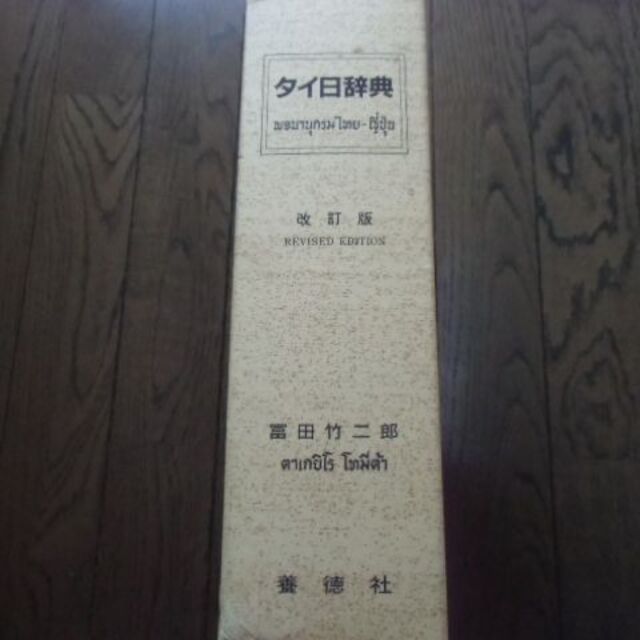 タイ日辞典
พจนานุกรมไทย-ญี่ปุ่น
改訂版
REVISED EDITION
冨田竹二郎
ตาเกยิโร โทมีต้า
養徳社